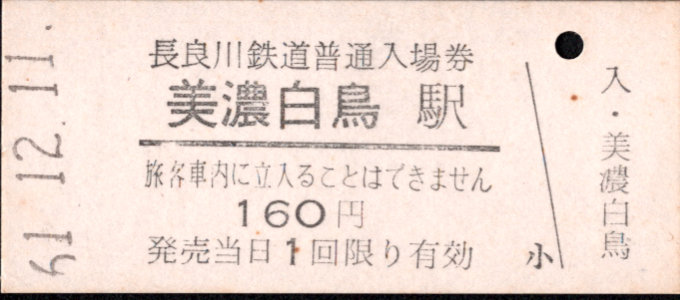 61.12.11.
長良川鉄道普通入場券
美濃白鳥 駅
旅客車内に立入ることはできません
160円
発売当日1回限り有効
小
入・美濃白鳥